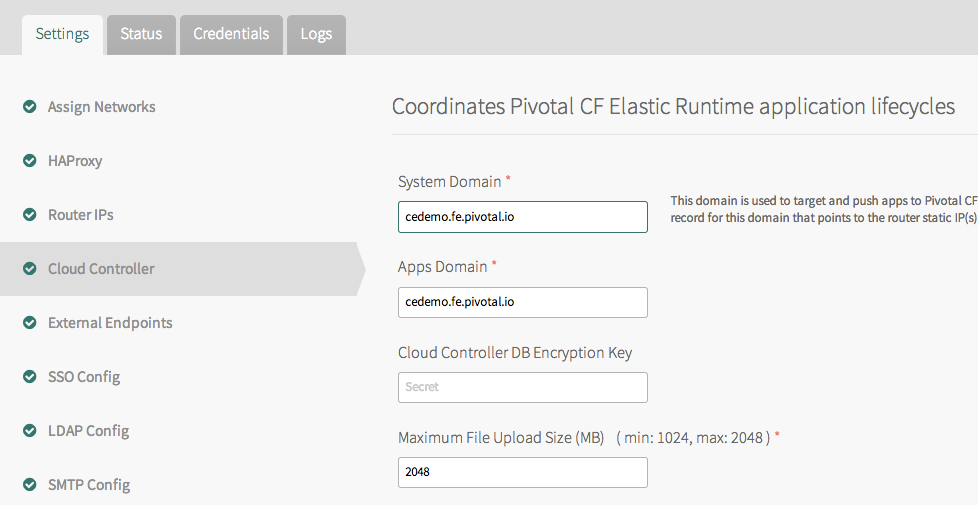 Settings
Status
Credentials
Logs
Assign Networks
HAProxy
Router IPs
Cloud Controller
External Endpoints
SSO Config
LDAP Config
SMTP Config
Coordinates Pivotal CF Elastic Runtime application lifecycles
System Domain *
cedemo.fe.pivotal.io
This domain is used to target and push apps to Pivotal CF
record for this domain that points to the router static IP(s)
Apps Domain *
cedemo.fe.pivotal.io
Cloud Controller DB Encryption Key
Secret
Maximum File Upload Size (MB) ( min: 1024, max: 2048 ) *
2048